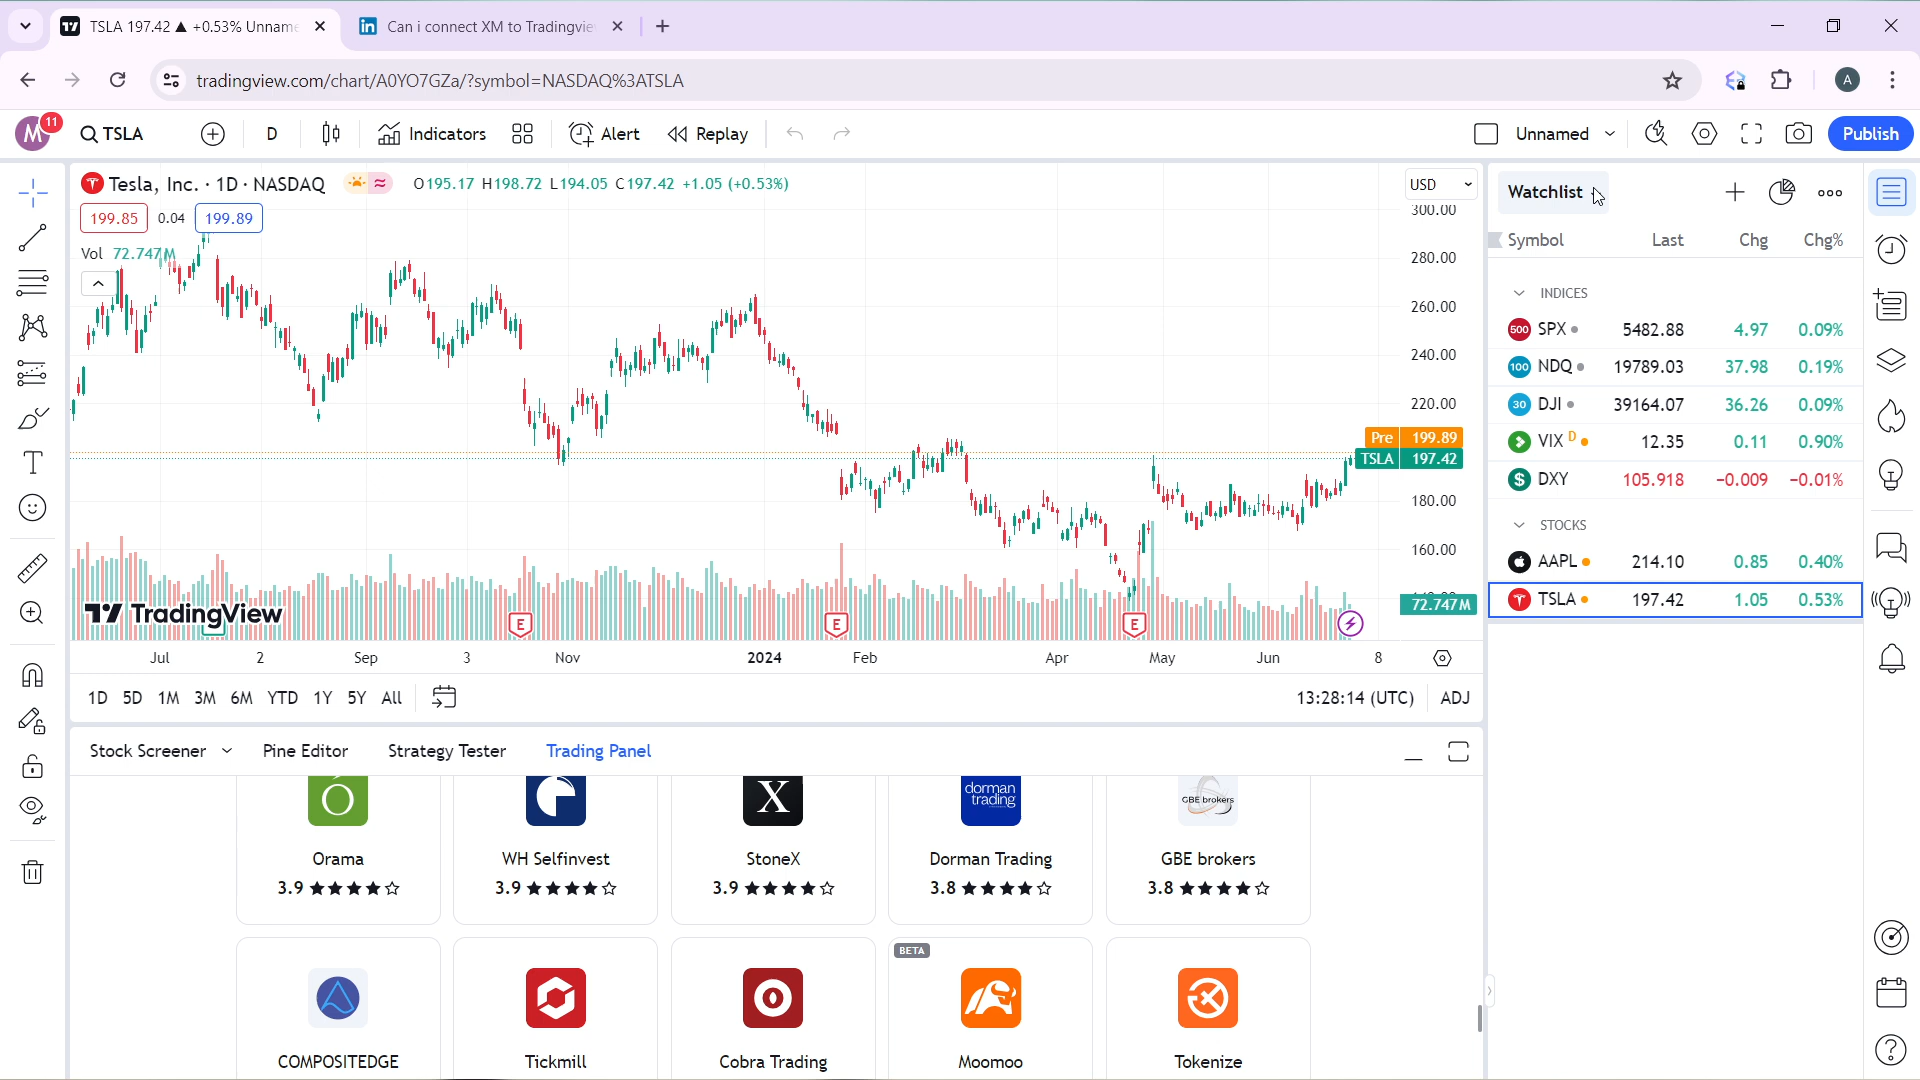 TSLA 197.42 ▲ +0.53% Unname
Can i connect XM to Tradingvie
tradingview.com/chart/A0YO7GZa/?symbol=NASDAQ%3ATSLA
A
M
11
TSLA
D
Indicators
Alert
Replay
Unnamed
Publish
Tesla, Inc. · 1D · NASDAQ
O195.17 H198.72 L194.05 C197.42 +1.05 (+0.53%)
199.85
0.04
199.89
Vol 72.747M
USD
300.00
280.00
260.00
240.00
220.00
Pre 199.89
TSLA 197.42
180.00
160.00
72.747M
TradingView
E
E
E
Jul
2
Sep
3
Nov
2024
Feb
Apr
May
Jun
8
1D 5D 1M 3M 6M YTD 1Y 5Y All
13:28:14 (UTC)
ADJ
Watchlist
Symbol Last Chg Chg%
INDICES
500 SPX 5482.88 4.97 0.09%
100 NDQ 19789.03 37.98 0.19%
30 DJI 39164.07 36.26 0.09%
VIX D 12.35 0.11 0.90%
$ DXY 105.918 −0.009 −0.01%
STOCKS
AAPL 214.10 0.85 0.40%
TSLA 197.42 1.05 0.53%
Stock Screener
Pine Editor
Strategy Tester
Trading Panel
X
dorman
trading
GBE brokers
Orama
3.9
WH Selfinvest
3.9
StoneX
3.9
Dorman Trading
3.8
GBE brokers
3.8
BETA
COMPOSITEDGE
Tickmill
Cobra Trading
Moomoo
Tokenize